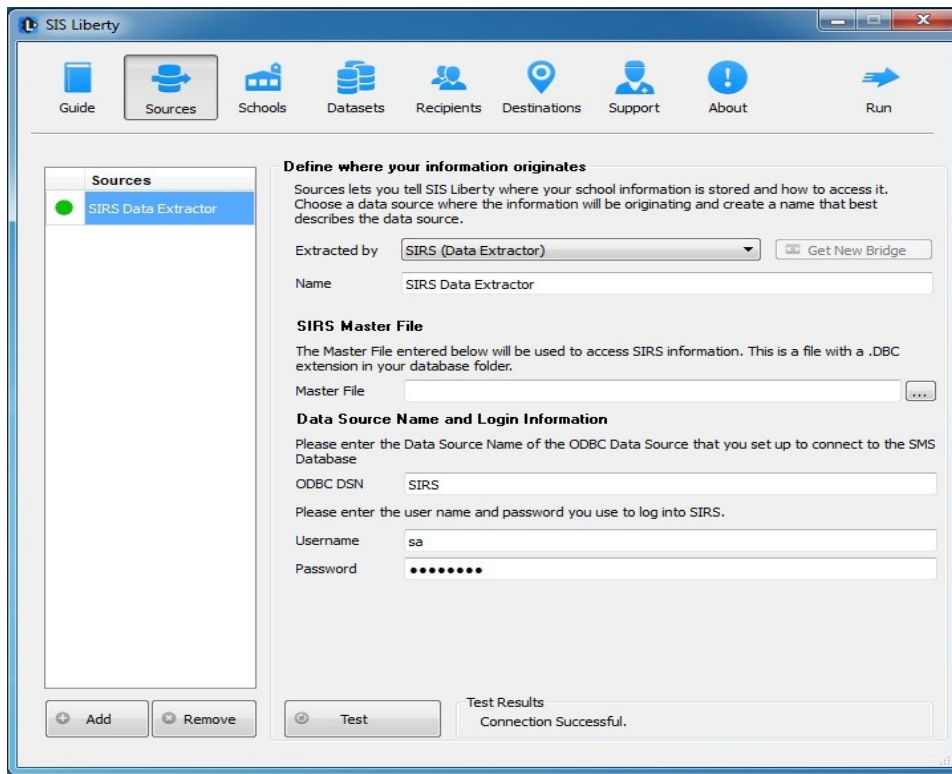 SIS Liberty
Guide
Sources
Schools
Datasets
Recipients
Destinations
Support
About
Run
Sources
SIRS Data Extractor
Define where your information originates
Sources lets you tell SIS Liberty where your school information is stored and how to access it.
Choose a data source where the information will be originating and create a name that best
describes the data source.
Extracted by
SIRS (Data Extractor)
Get New Bridge
Name
SIRS Data Extractor
SIRS Master File
The Master File entered below will be used to access SIRS information. This is a file with a .DBC
extension in your database folder.
Master File
...
Data Source Name and Login Information
Please enter the Data Source Name of the ODBC Data Source that you set up to connect to the SMS
Database
ODBC DSN
SIRS
Please enter the user name and password you use to log into SIRS.
Username
sa
Password
●●●●●●●●
Add
Remove
Test
Test Results
Connection Successful.